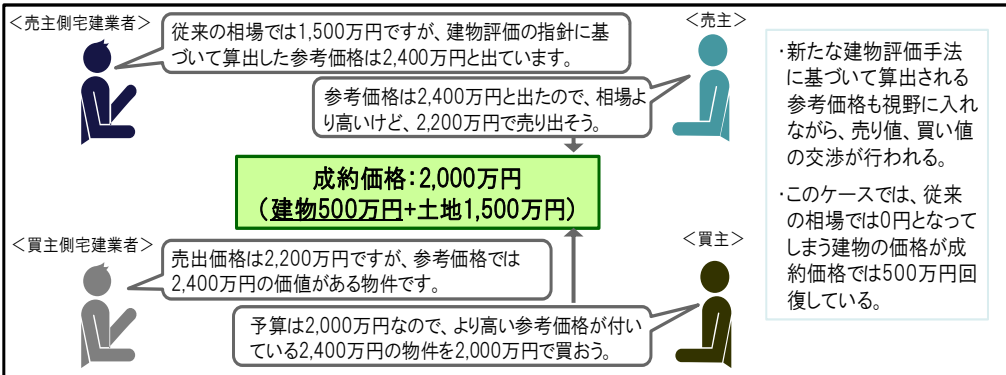 <売主側宅建業者>
従来の相場では1,500万円ですが、建物評価の指針に基
づいて算出した参考価格は2,400万円と出ています。
<売主>
参考価格は2,400万円と出たので、相場よ
り高いけど、2,200万円で売り出そう。
成約価格:2,000万円
(建物500万円+土地1,500万円)
<買主側宅建業者>
売出価格は2,200万円ですが、参考価格では
2,400万円の価値がある物件です。
<買主>
予算は2,000万円なので、より高い参考価格が付い
ている2,400万円の物件を2,000万円で買おう。
・新たな建物評価手法
に基づいて算出される
参考価格も視野に入れ
ながら、売り値、買い値
の交渉が行われる。
・このケースでは、従来
の相場では0円となって
しまう建物の価格が成
約価格では500万円回
復している。